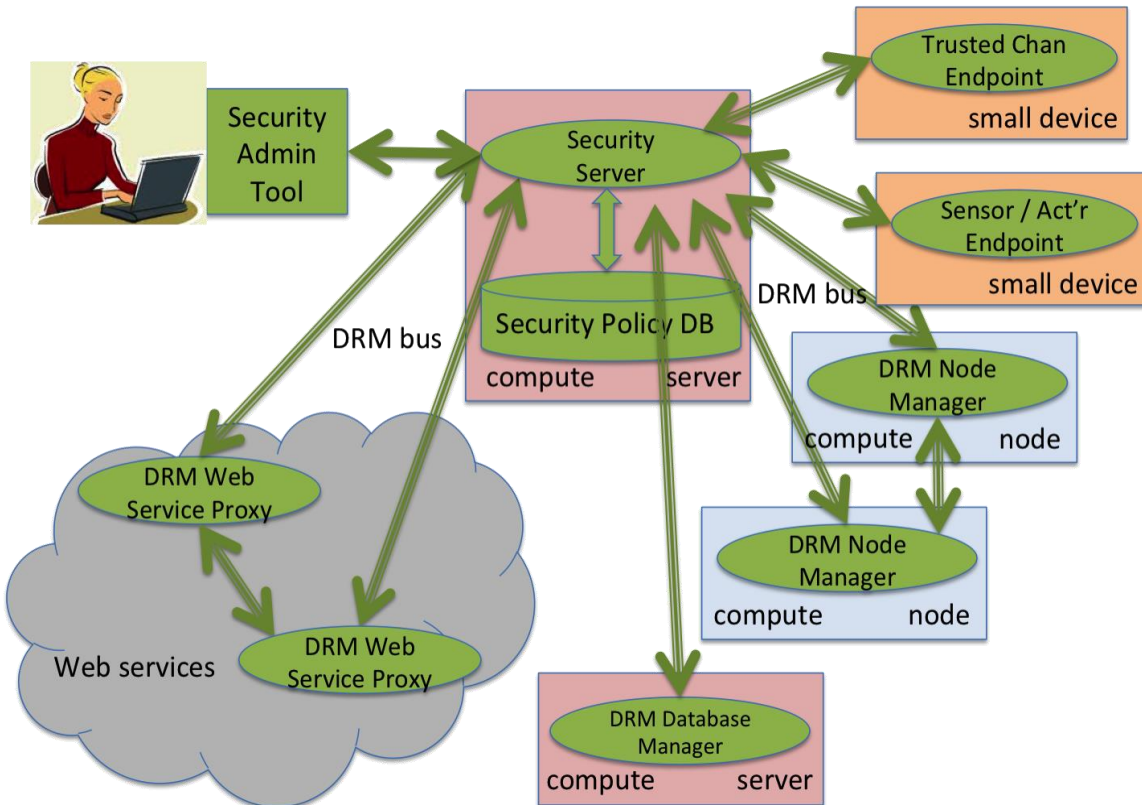 Trusted Chan
Endpoint
small device
Security
Admin
Tool
Security
Server
Sensor / Act'r
Endpoint
small device
DRM bus
DRM bus
Security Policy DB
compute server
DRM Node
Manager
compute node
DRM Web
Service Proxy
DRM Node
Manager
compute node
DRM Web
Service Proxy
Web services
DRM Database
Manager
compute server